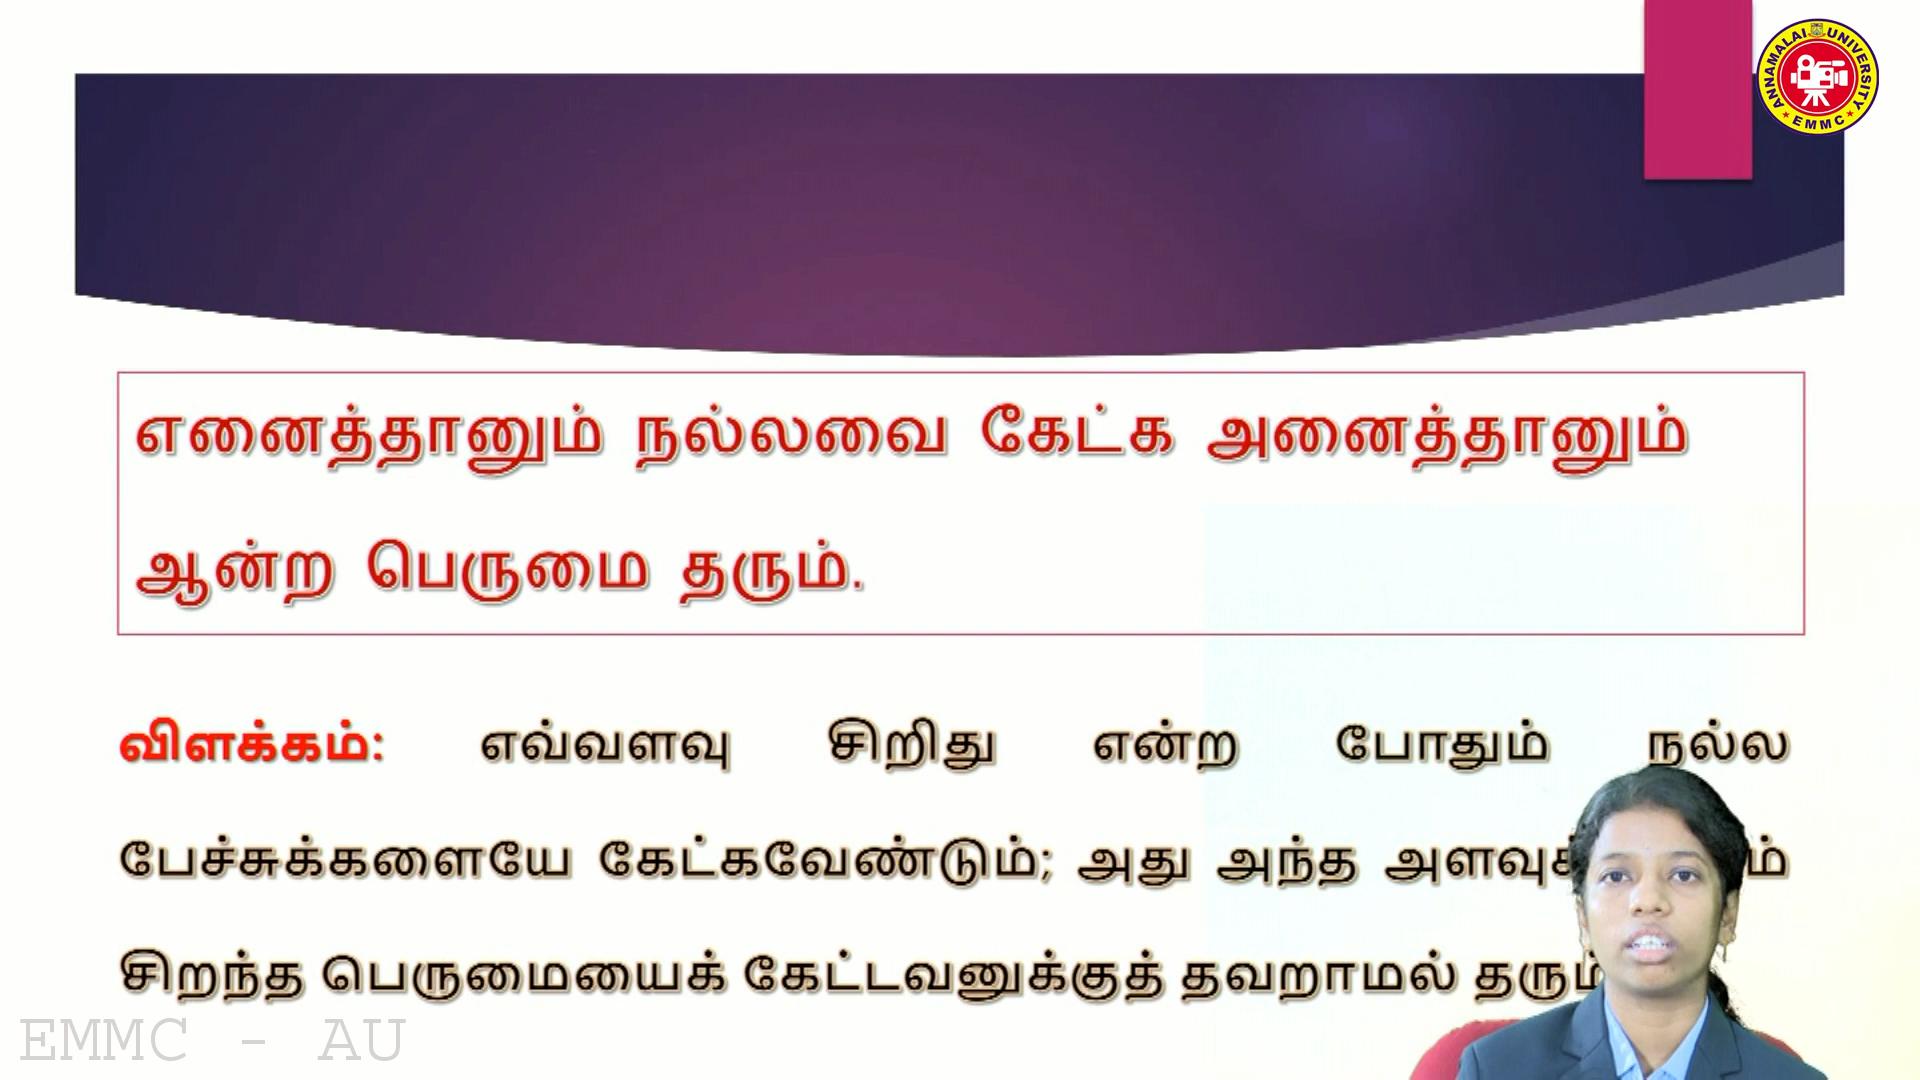 ANNAMALAI UNIVERSITY
EMMC
எனைத்தானும் நல்லவை கேட்க அனைத்தானும்
ஆன்ற பெருமை தரும்.
விளக்கம்: எவ்வளவு சிறிது என்ற போதும் நல்ல
பேச்சுக்களையே கேட்கவேண்டும்; அது அந்த
சிறந்த பெருமையைக் கேட்டவனுக்குத் தவறாமல் தரும்
EMMC - AU